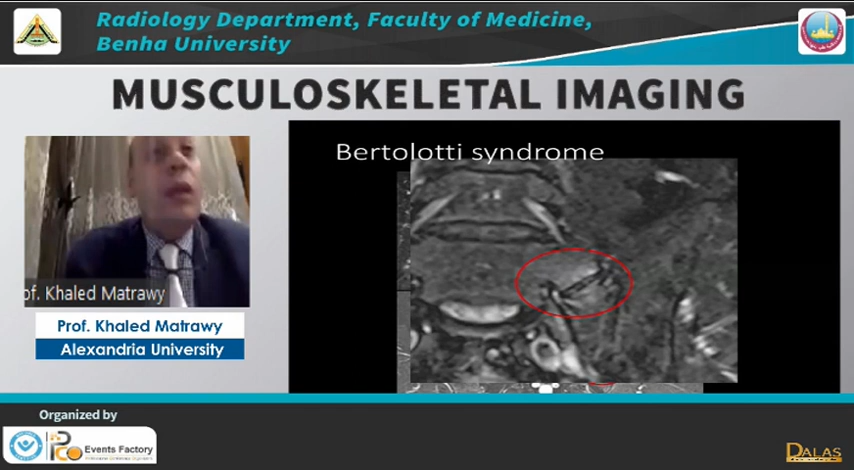 Radiology Department, Faculty of Medicine,
Benha University
MUSCULOSKELETAL IMAGING
Bertolotti syndrome
of. Khaled Matrawy
Prof. Khaled Matrawy
Alexandria University
Organized by
Events Factory
DALAS